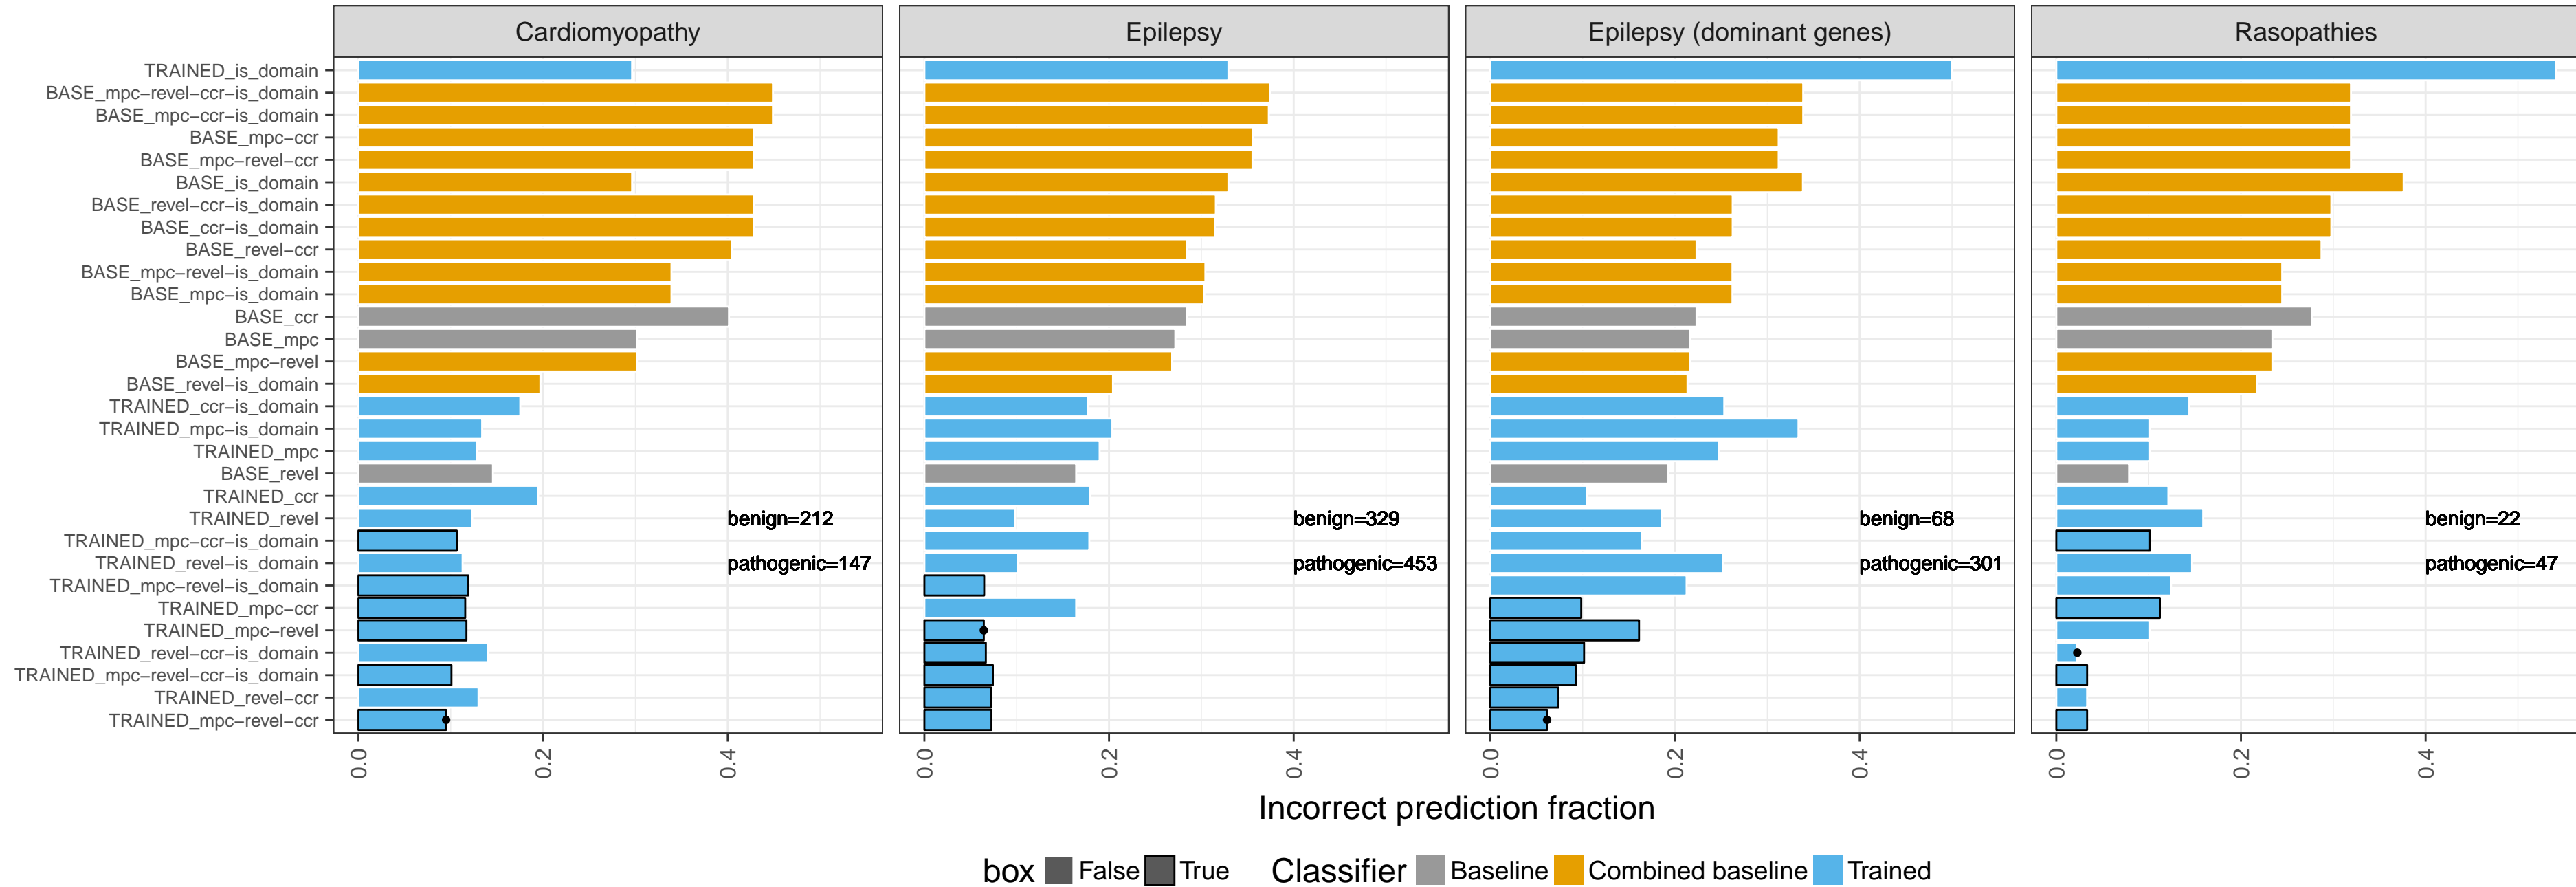 Cardiomyopathy
Epilepsy
Epilepsy (dominant genes)
Rasopathies
TRAINED_is_domain
BASE_mpc−revel−ccr−is_domain
BASE_mpc−ccr−is_domain
BASE_mpc−ccr
BASE_mpc−revel−ccr
BASE_is_domain
BASE_revel−ccr−is_domain
BASE_ccr−is_domain
BASE_revel−ccr
BASE_mpc−revel−is_domain
BASE_mpc−is_domain
BASE_ccr
BASE_mpc
BASE_mpc−revel
BASE_revel−is_domain
TRAINED_ccr−is_domain
TRAINED_mpc−is_domain
TRAINED_mpc
BASE_revel
TRAINED_ccr
TRAINED_revel
TRAINED_mpc−ccr−is_domain
TRAINED_revel−is_domain
TRAINED_mpc−revel−is_domain
TRAINED_mpc−ccr
TRAINED_mpc−revel
TRAINED_revel−ccr−is_domain
TRAINED_mpc−revel−ccr−is_domain
TRAINED_revel−ccr
TRAINED_mpc−revel−ccr
benign=212
pathogenic=147
benign=329
pathogenic=453
benign=68
pathogenic=301
benign=22
pathogenic=47
0.0
0.2
0.4
0.0
0.2
0.4
0.0
0.2
0.4
0.0
0.2
0.4
Incorrect prediction fraction
box False True Classifier Baseline Combined baseline Trained